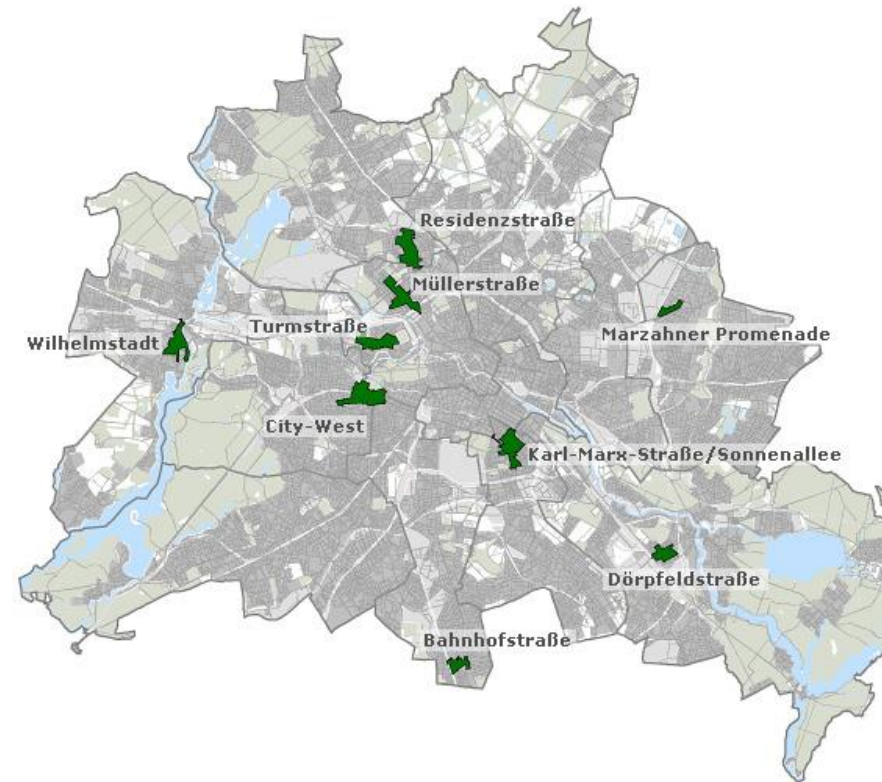 Residenzstraße
Müllerstraße
Turmstraße
Marzahner Promenade
Wilhelmstadt
City-West
Karl-Marx-Straße/Sonnenallee
Dörpfeldstraße
Bahnhofstraße